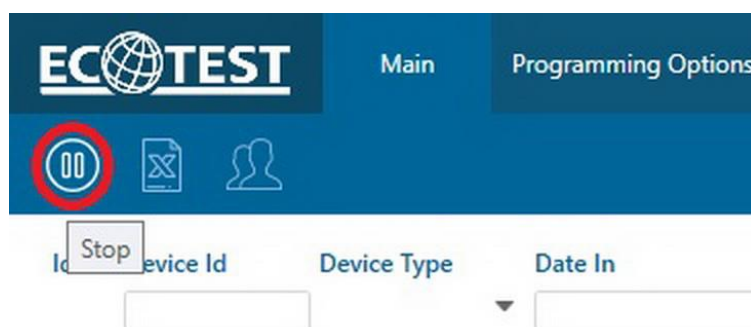 ECOTEST Main Programming Options
Stop
Device Id Device Type Date In